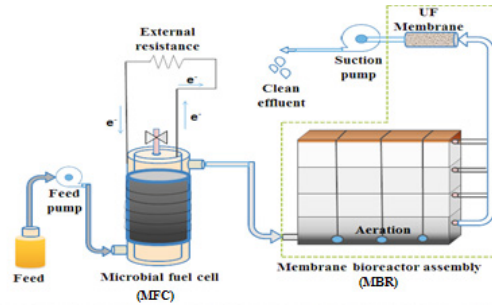 External
resistance
e-
e-
e-
UF
Membrane
Suction
pump
Clean
effluent
Feed
pump
Feed
Aeration
Microbial fuel cell
(MFC)
Membrane bioreactor assembly
(MBR)